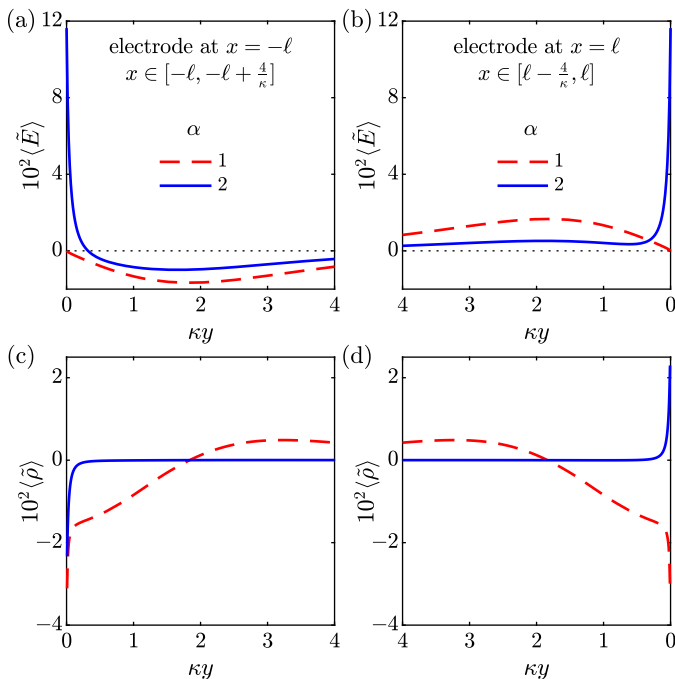 (a)
12
8
4
0
10²⟨Ẽ⟩
electrode at x = −ℓ
x ∈ [−ℓ, −ℓ + 4/κ]
α
1
2
0 1 2 3 4
κy
(b)
12
8
4
0
10²⟨Ẽ⟩
electrode at x = ℓ
x ∈ [ℓ − 4/κ, ℓ]
α
1
2
4 3 2 1 0
κy
(c)
2
0
−2
−4
10²⟨ρ̃⟩
0 1 2 3 4
κy
(d)
2
0
−2
−4
10²⟨ρ̃⟩
4 3 2 1 0
κy